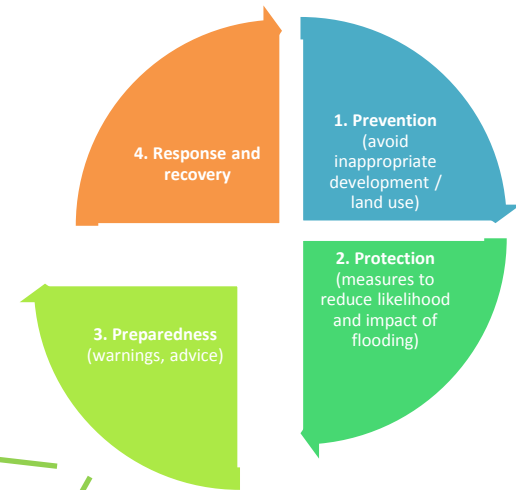 1. Prevention
(avoid
inappropriate
development /
land use)
2. Protection
(measures to
reduce likelihood
and impact of
flooding)
3. Preparedness
(warnings, advice)
4. Response and
recovery